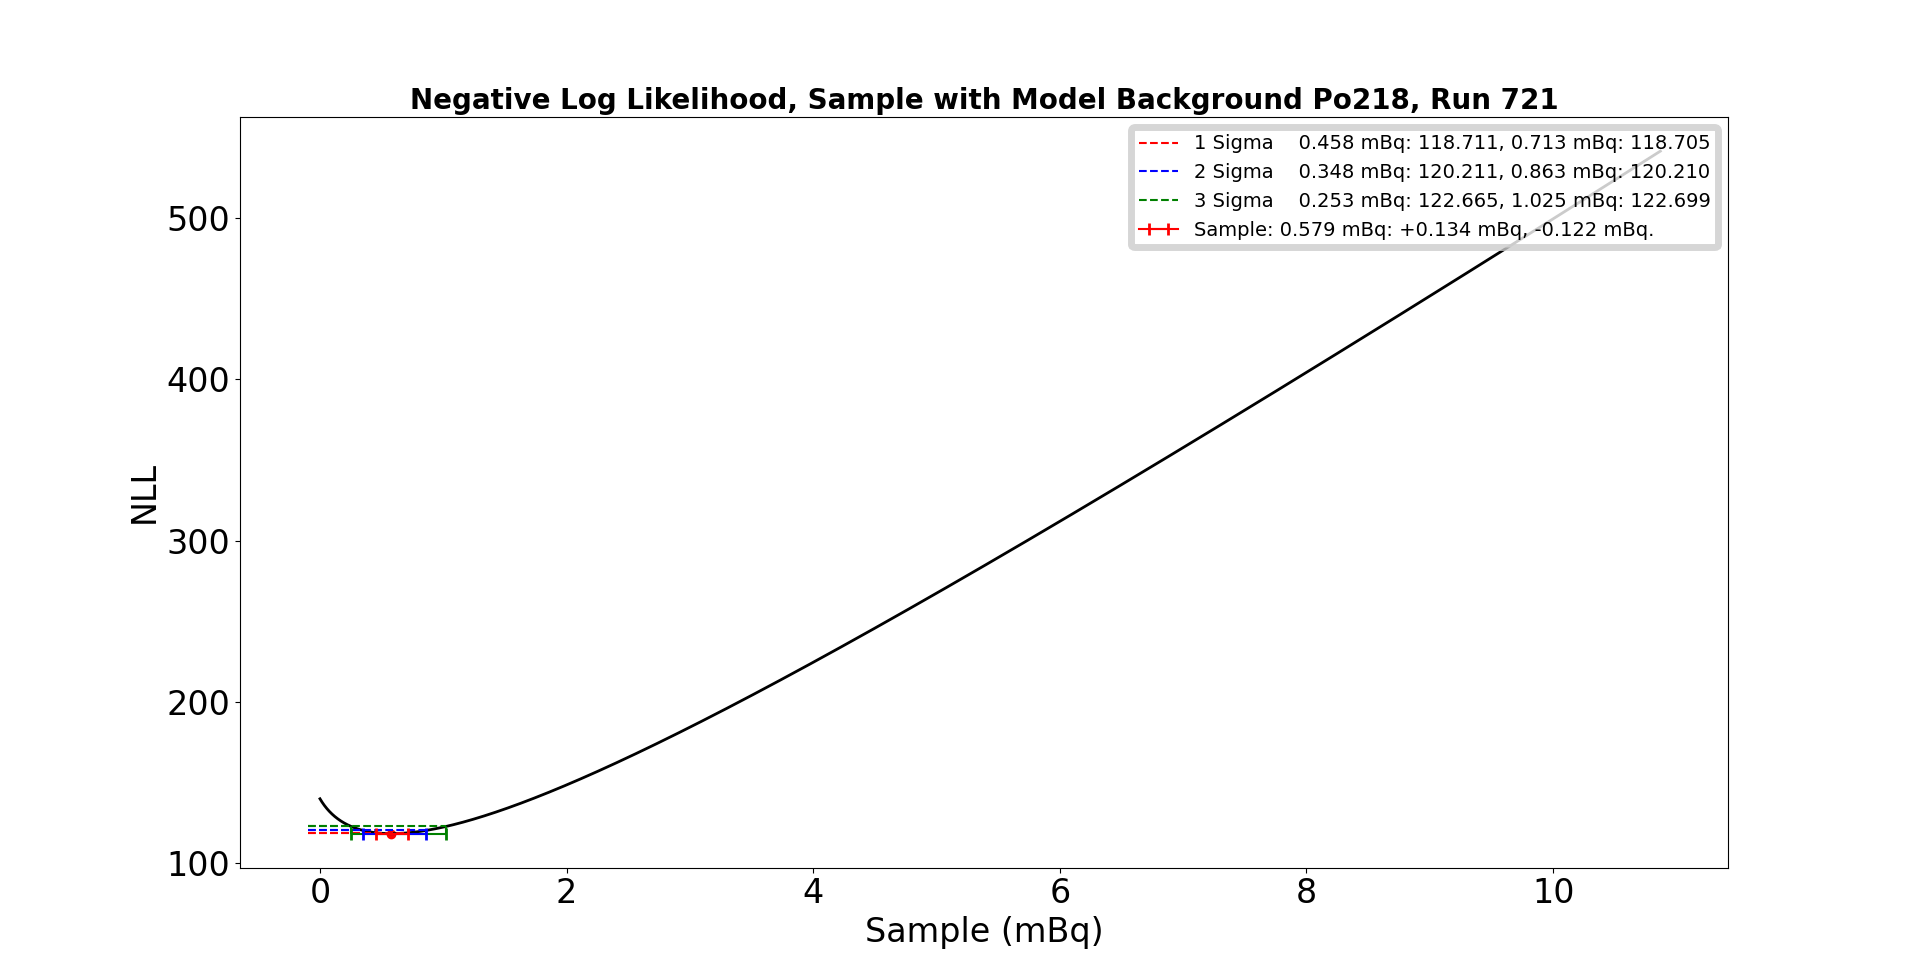 Negative Log Likelihood, Sample with Model Background Po218, Run 721
1 Sigma    0.458 mBq: 118.711, 0.713 mBq: 118.705
2 Sigma    0.348 mBq: 120.211, 0.863 mBq: 120.210
3 Sigma    0.253 mBq: 122.665, 1.025 mBq: 122.699
Sample: 0.579 mBq: +0.134 mBq, -0.122 mBq.
500
400
300
200
100
NLL
0 2 4 6 8 10
Sample (mBq)